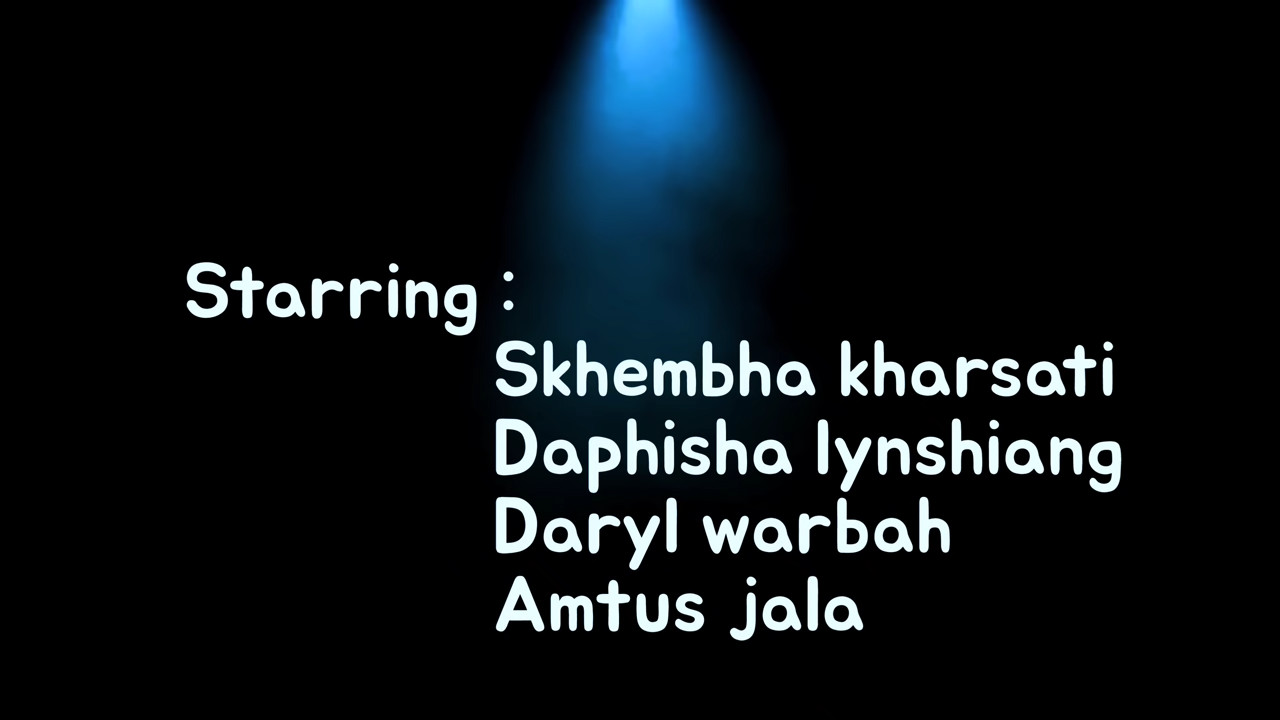 Starring :
Skhembha kharsati
Daphisha lynshiang
Daryl warbah
Amtus jala